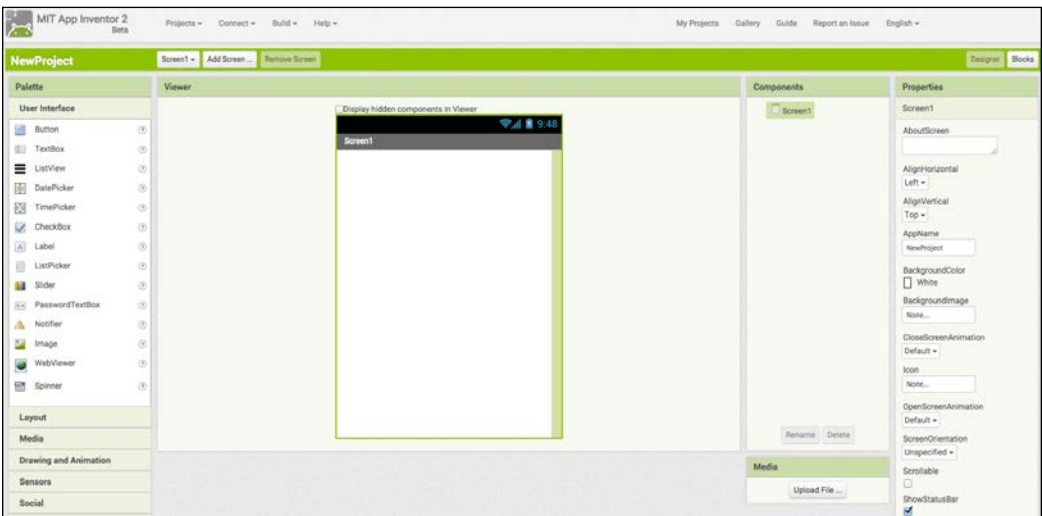 MIT App Inventor 2
Beta
Projects Connect Build Help
My Projects Gallery Guide Report an Issue English
NewProject
Screen1 Add Screen ... Remove Screen
Designer Blocks
Palette
User Interface
Button
TextBox
ListView
DatePicker
TimePicker
CheckBox
Label
ListPicker
Slider
PasswordTextBox
Notifier
Image
WebViewer
Spinner
Layout
Media
Drawing and Animation
Sensors
Social
Viewer
Display hidden components in Viewer
9:48
Screen1
Components
Screen1
Rename Delete
Media
Upload File ...
Properties
Screen1
AboutScreen
AlignHorizontal
Left
AlignVertical
Top
AppName
NewProject
BackgroundColor
White
BackgroundImage
None...
CloseScreenAnimation
Default
Icon
None...
OpenScreenAnimation
Default
ScreenOrientation
Unspecified
Scrollable
ShowStatusBar